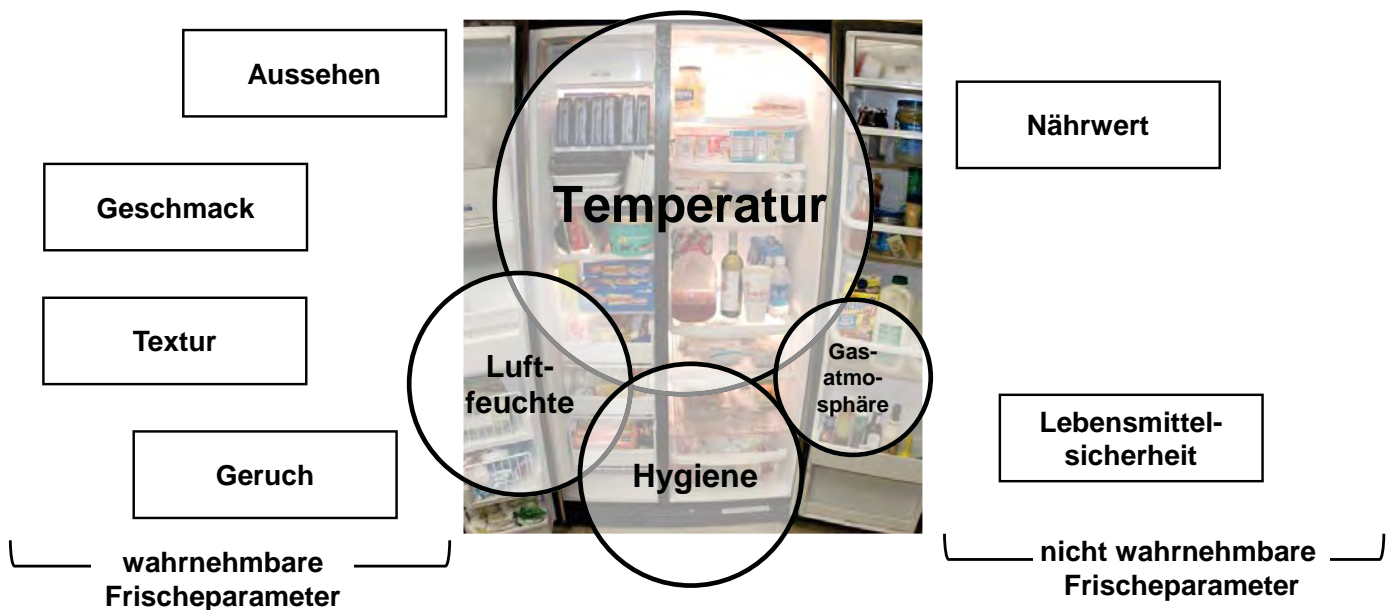 Aussehen
Geschmack
Textur
Geruch
wahrnehmbare
Frischeparameter
Temperatur
Luft-
feuchte
Hygiene
Gas-
atmo-
sphäre
Nährwert
Lebensmittel-
sicherheit
nicht wahrnehmbare
Frischeparameter